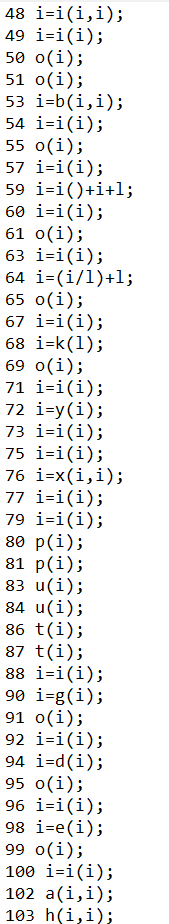 48 i=i(i,i);
49 i=i(i);
50 o(i);
51 o(i);
53 i=b(i,i);
54 i=i(i);
55 o(i);
57 i=i(i);
59 i=i()+i+l;
60 i=i(i);
61 o(i);
63 i=i(i);
64 i=(i/l)+l;
65 o(i);
67 i=i(i);
68 i=k(l);
69 o(i);
71 i=i(i);
72 i=y(i);
73 i=i(i);
75 i=i(i);
76 i=x(i,i);
77 i=i(i);
79 i=i(i);
80 p(i);
81 p(i);
83 u(i);
84 u(i);
86 t(i);
87 t(i);
88 i=i(i);
90 i=g(i);
91 o(i);
92 i=i(i);
94 i=d(i);
95 o(i);
96 i=i(i);
98 i=e(i);
99 o(i);
100 i=i(i);
102 a(i,i);
103 h(i,i);